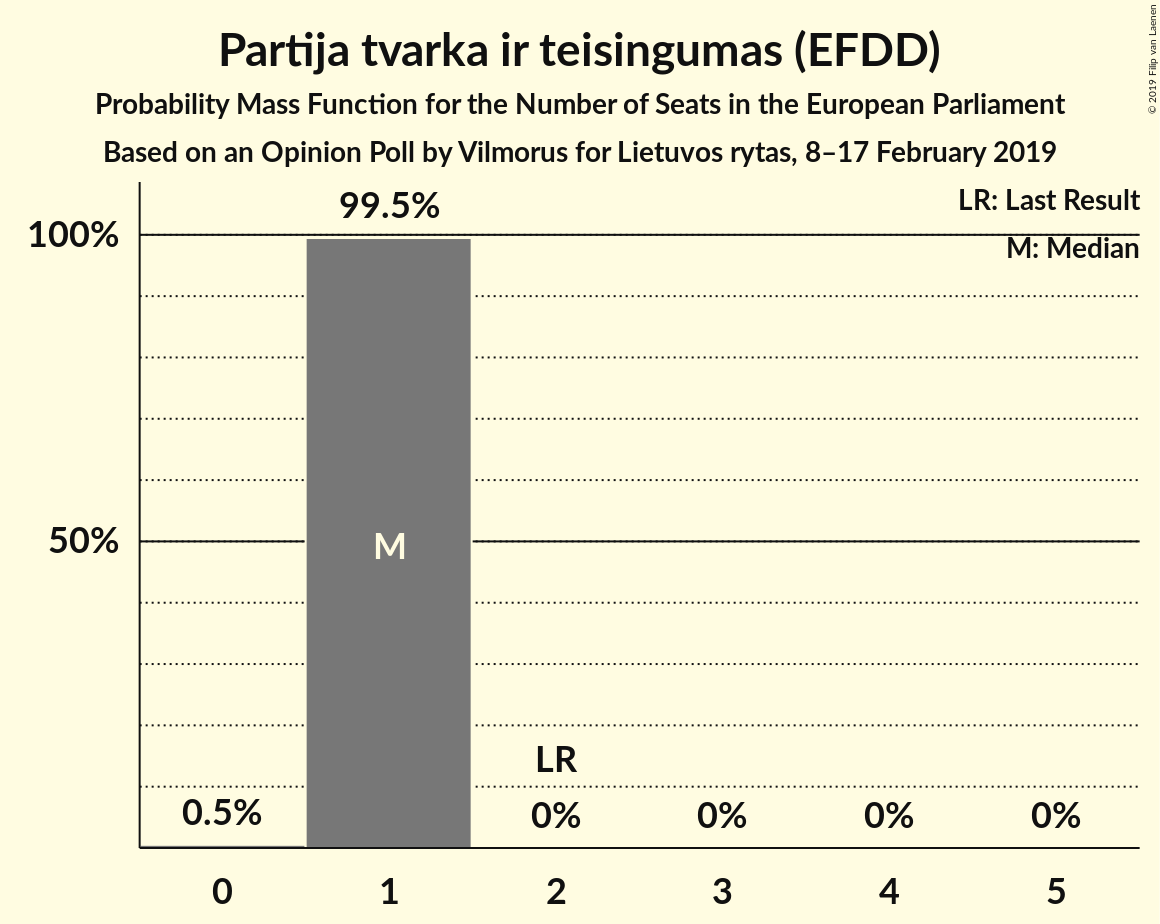 Partija tvarka ir teisingumas (EFDD)
Probability Mass Function for the Number of Seats in the European Parliament
Based on an Opinion Poll by Vilmorus for Lietuvos rytas, 8–17 February 2019
© 2019 Filip van Laenen
LR: Last Result
M: Median
99.5%
100%
50%
M
LR
0.5%
0%
0%
0%
0%
0
1
2
3
4
5